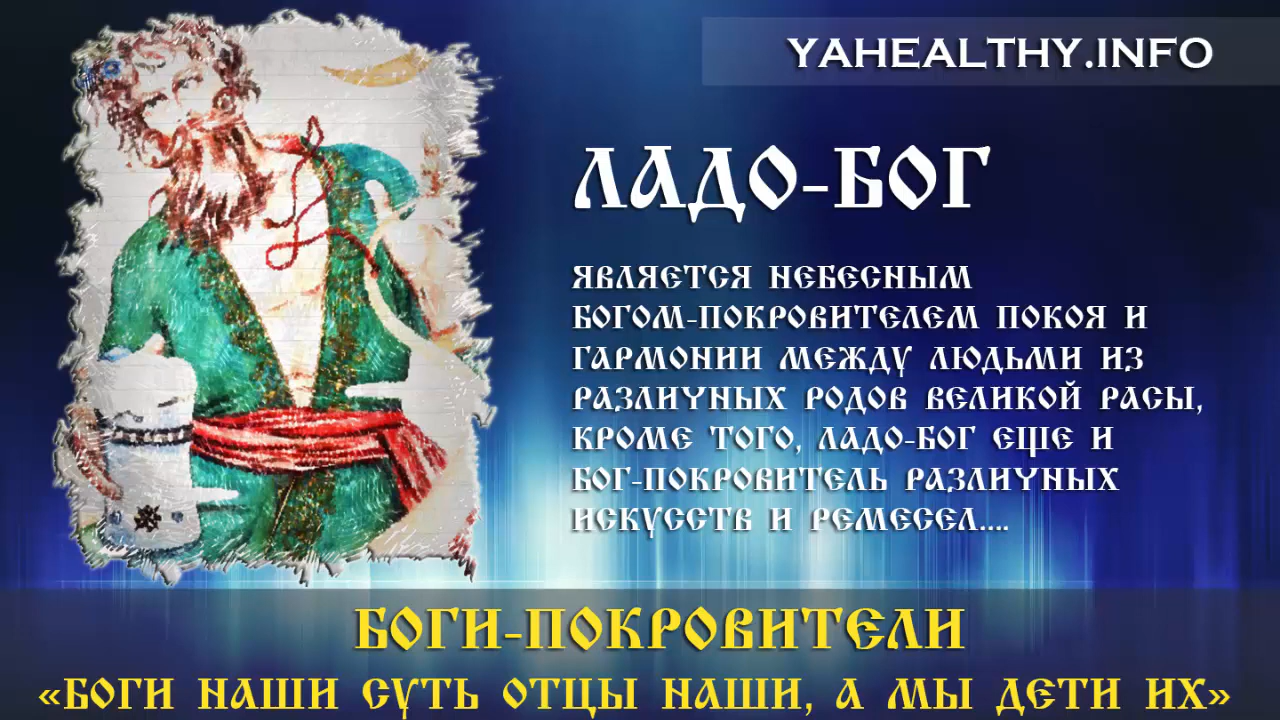 YAHEALTHY.INFO
ЛАДО-БОГ
ЯВЛЯЕТСЯ НЕБЕСНЫМ
БОГОМ-ПОКРОВИТЕЛЕМ ПОКОЯ И
ГАРМОНИИ МЕЖДУ ЛЮДЬМИ ИЗ
РАЗЛИЧНЫХ РОДОВ ВЕЛИКОЙ РАСЫ,
КРОМЕ ТОГО, ЛАДО-БОГ ЕЩЕ И
БОГ-ПОКРОВИТЕЛЬ РАЗЛИЧНЫХ
ИСКУССТВ И РЕМЕСЕЛ....
БОГИ-ПОКРОВИТЕЛИ
«БОГИ НАШИ СУТЬ ОТЦЫ НАШИ, А МЫ ДЕТИ ИХ»